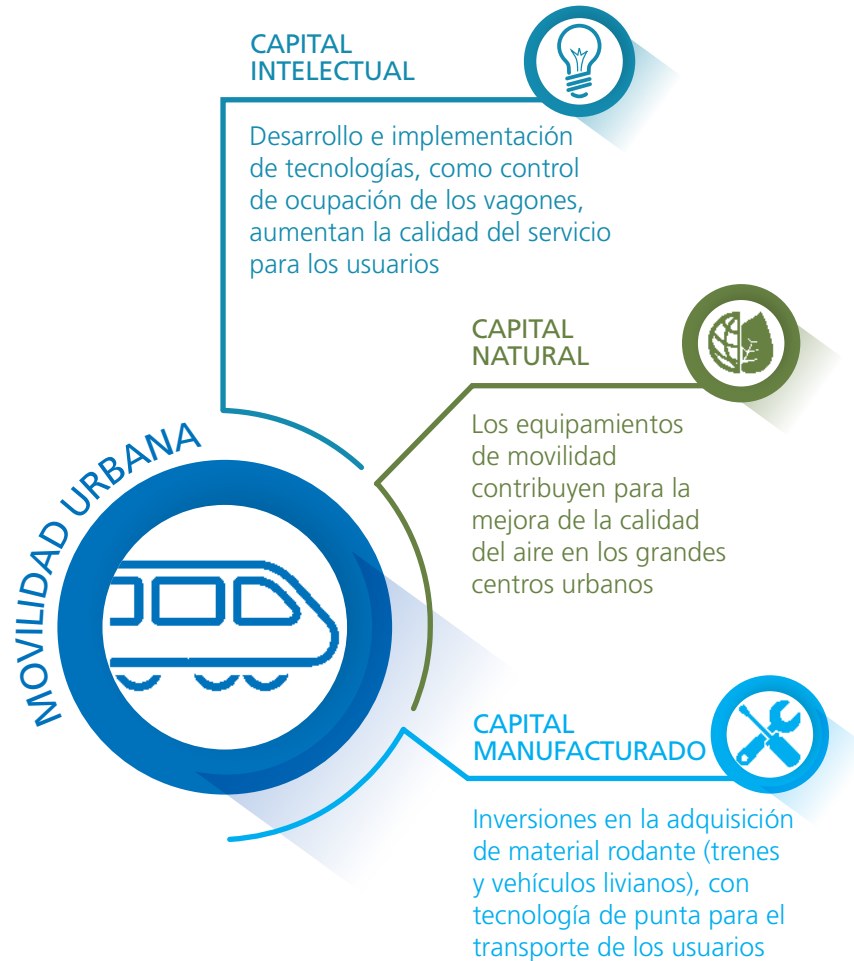 CAPITAL
INTELECTUAL
Desarrollo e implementación
de tecnologías, como control
de ocupación de los vagones,
aumentan la calidad del servicio
para los usuarios
CAPITAL
NATURAL
Los equipamientos
de movilidad
contribuyen para la
mejora de la calidad
del aire en los grandes
centros urbanos
MOVILIDAD URBANA
CAPITAL
MANUFACTURADO
Inversiones en la adquisición
de material rodante (trenes
y vehículos livianos), con
tecnología de punta para el
transporte de los usuarios